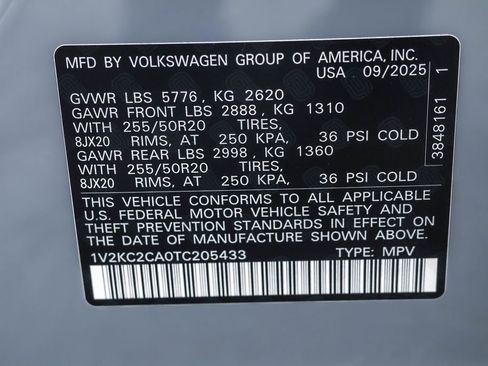 MFD BY VOLKSWAGEN GROUP OF AMERICA, INC.
USA 09/2025
GVWR LBS 5776 , KG 2620
GAWR FRONT LBS 2888 , KG 1310
WITH 255/50R20 TIRES,
8JX20 RIMS, AT 250 KPA, 36 PSI COLD
GAWR REAR LBS 2998 , KG 1360
WITH 255/50R20 TIRES,
8JX20 RIMS, AT 250 KPA, 36 PSI COLD
THIS VEHICLE CONFORMS TO ALL APPLICABLE
U.S. FEDERAL MOTOR VEHICLE SAFETY AND
THEFT PREVENTION STANDARDS IN EFFECT ON
THE DATE OF MANUFACTURE SHOWN ABOVE.
1V2KC2CA0TC205433 TYPE: MPV
3848161 1